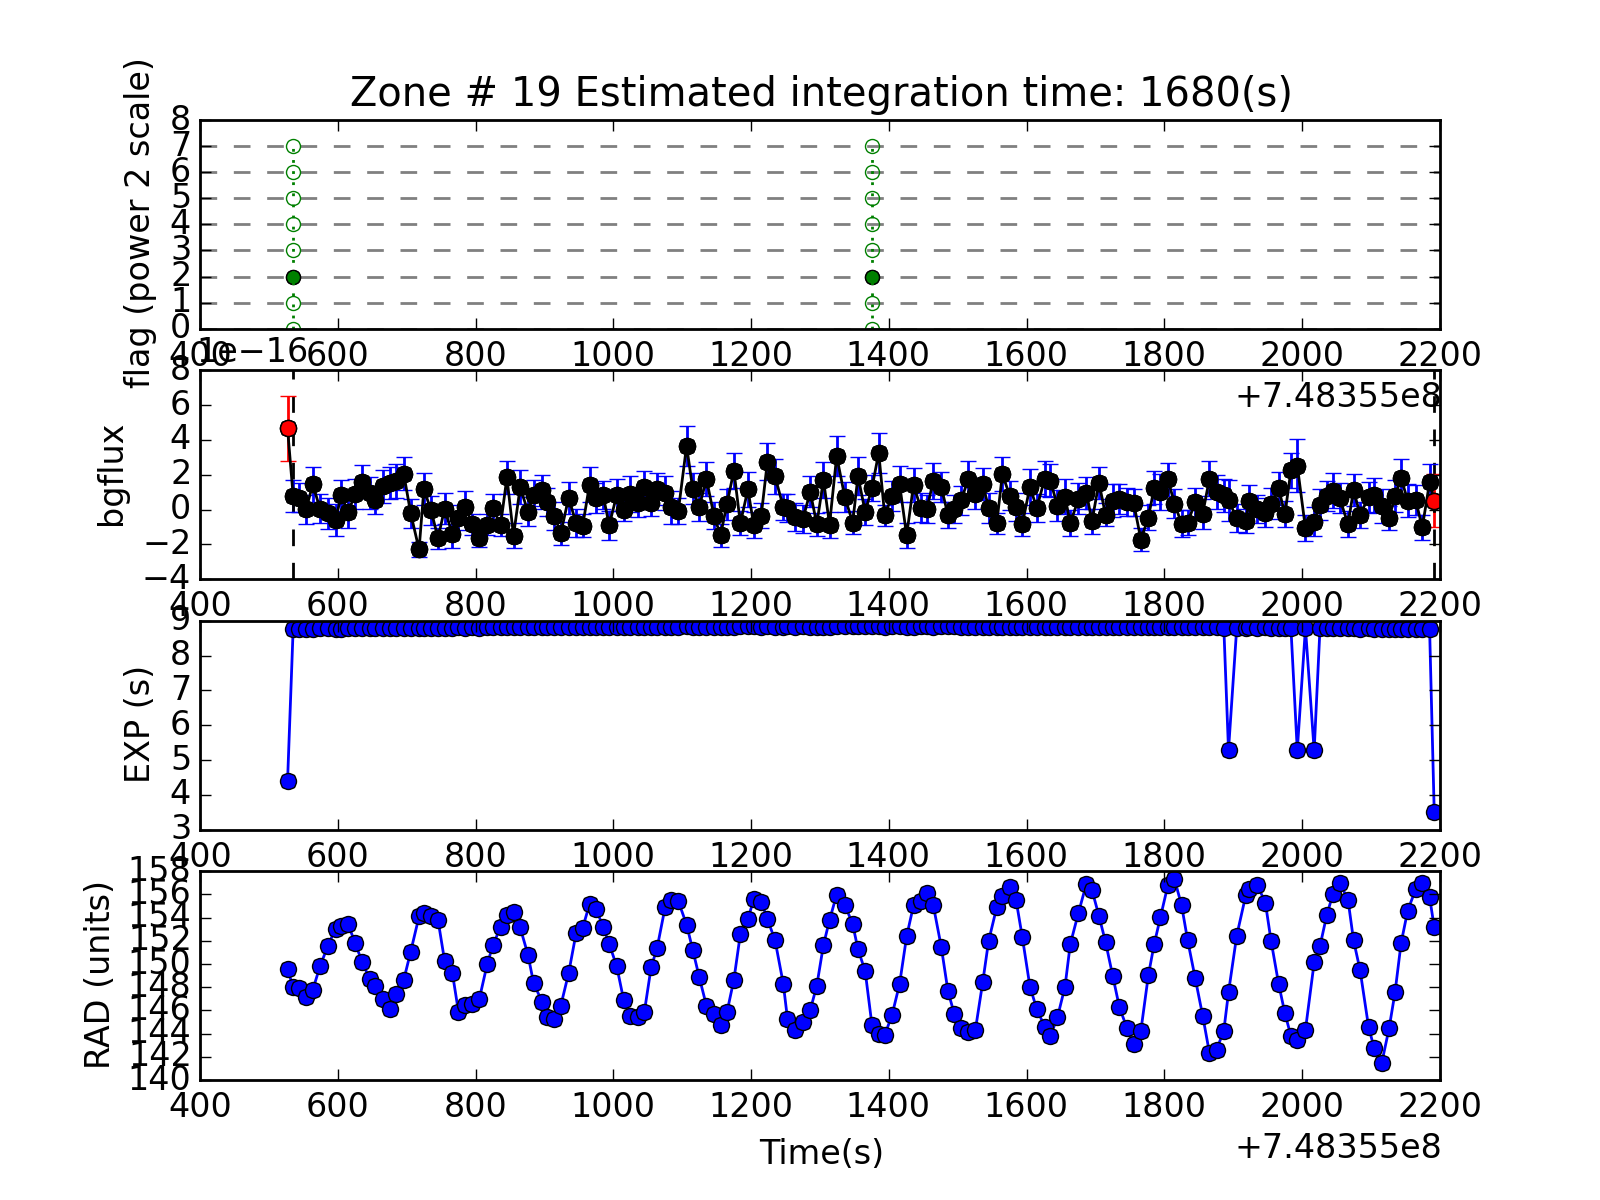 Zone # 19 Estimated integration time: 1680(s)
flag (power 2 scale)
8
7
6
5
4
3
2
1
0
400 600 800 1000 1200 1400 1600 1800 2000 2200
1e−16
+7.48355e8
bgflux
8
6
4
2
0
−2
−4
400 600 800 1000 1200 1400 1600 1800 2000 2200
EXP (s)
9
8
7
6
5
4
3
400 600 800 1000 1200 1400 1600 1800 2000 2200
RAD (units)
158
156
154
152
150
148
146
144
142
140
400 600 800 1000 1200 1400 1600 1800 2000 2200
Time(s)
+7.48355e8